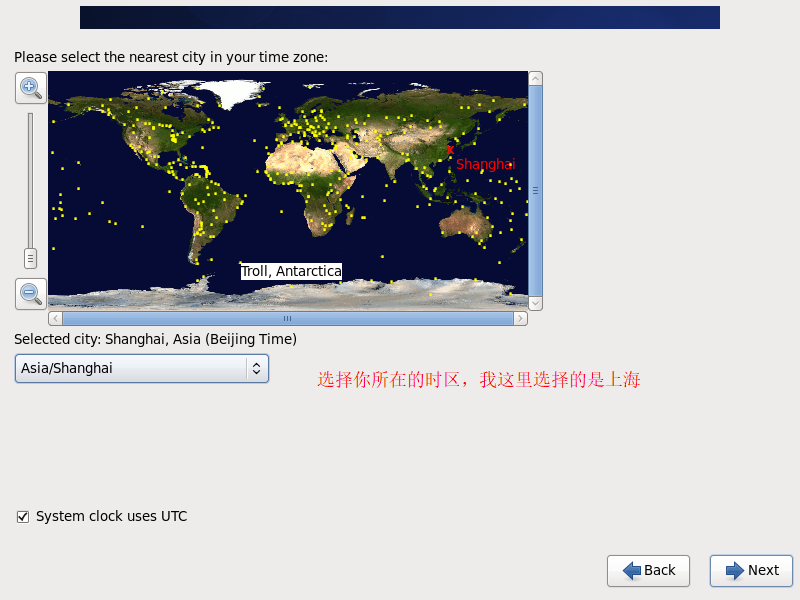 Please select the nearest city in your time zone:
Shanghai
Troll, Antarctica
Selected city: Shanghai, Asia (Beijing Time)
Asia/Shanghai
选择你所在的时区，我这里选择的是上海
System clock uses UTC
Back
Next